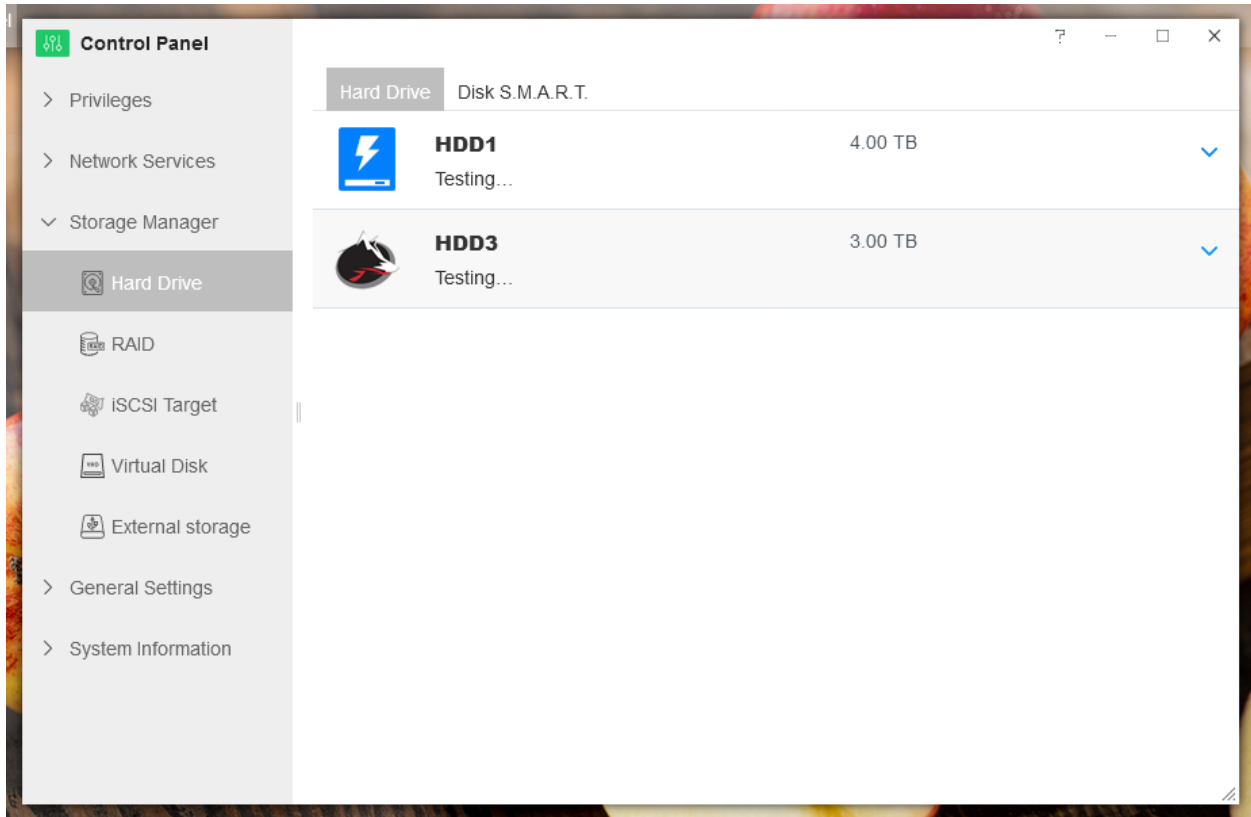 Control Panel
Privileges
Network Services
Storage Manager
Hard Drive
RAID
iSCSI Target
Virtual Disk
External storage
General Settings
System Information
?
Hard Drive
Disk S.M.A.R.T.
HDD1
4.00 TB
Testing...
HDD3
3.00 TB
Testing...